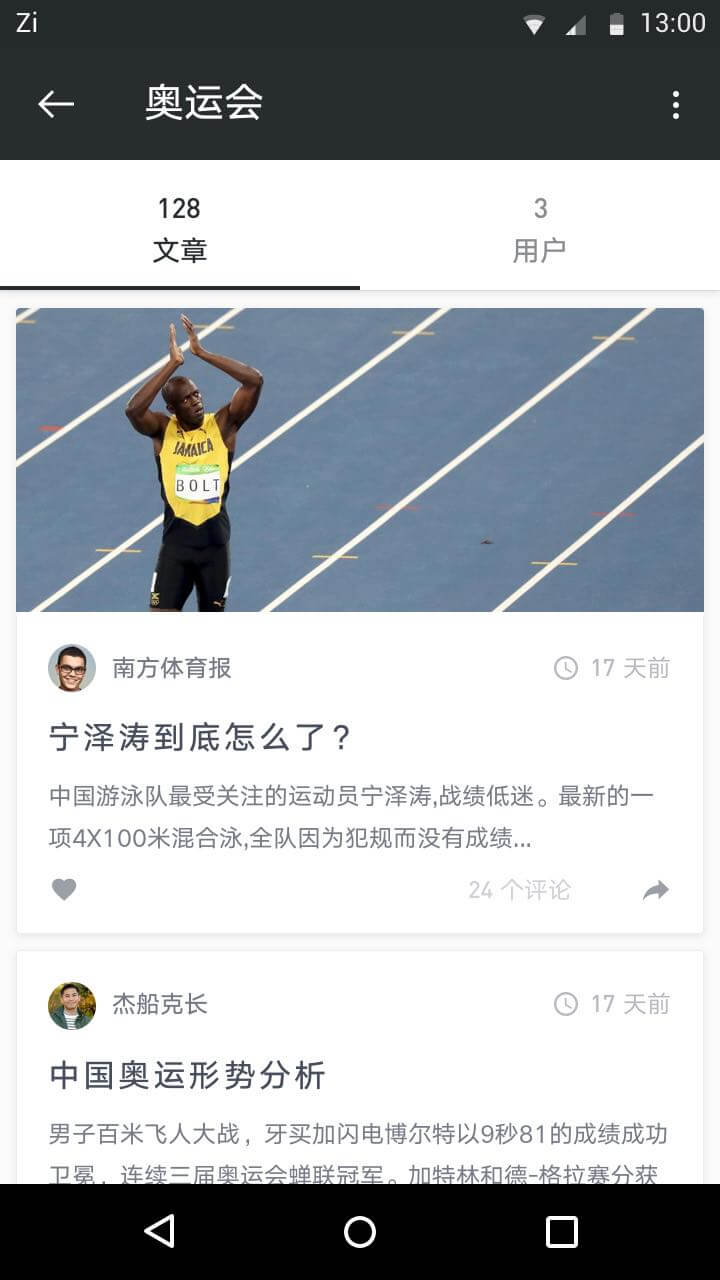 Zi
13:00
奥运会
128
文章
3
用户
JAMAICA
BOLT
南方体育报
17 天前
宁泽涛到底怎么了?
中国游泳队最受关注的运动员宁泽涛,战绩低迷。最新的一
项4X100米混合泳,全队因为犯规而没有成绩...
24 个评论
杰船克长
17 天前
中国奥运形势分析
男子百米飞人大战，牙买加闪电博尔特以9秒81的成绩成功
卫冕，连续三届奥运会蝉联冠军。加特林和德-格拉赛分获